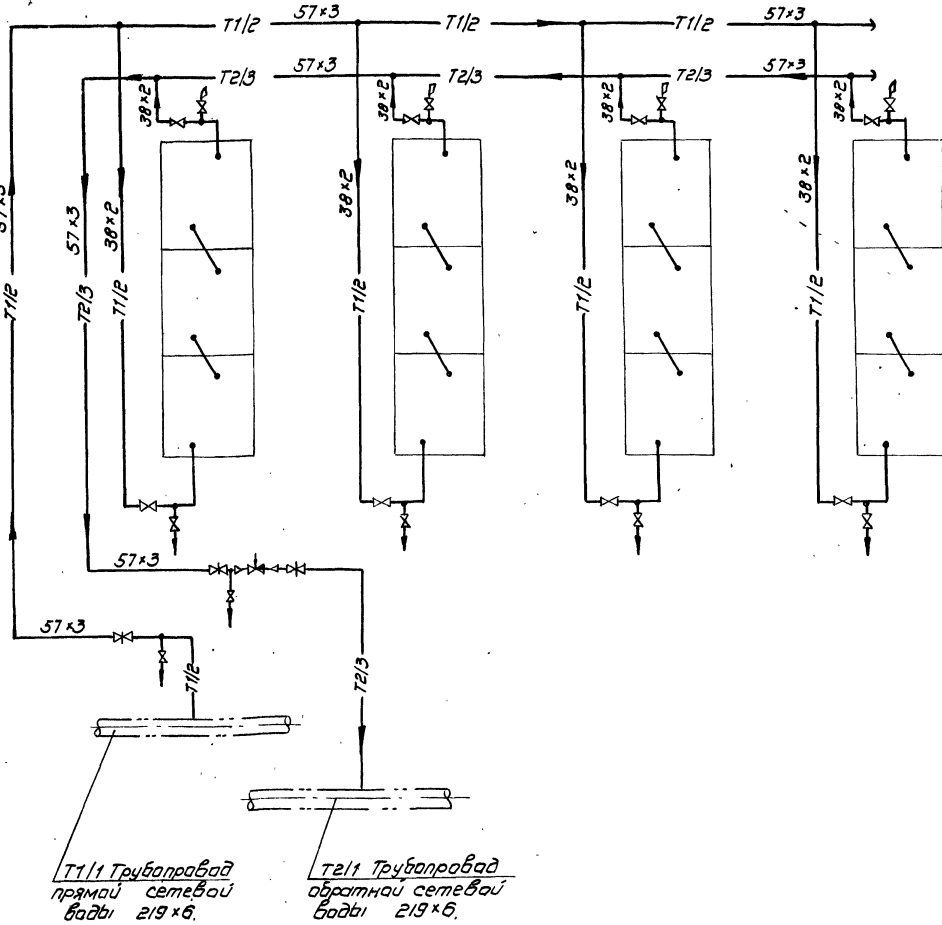 T1/2 57×3 T1/2 T1/2 57×3
T2/3 57×3 T2/3 T2/3 57×3
38×2 38×2 38×2 38×2
57×3 57×3 38×2 38×2 38×2 38×2
T1/2 T2/3 T1/2 T1/2 T1/2 T1/2
57×3
57×3
T1/2 T2/3
T1/1 Трубопровод
прямой сетевой
воды 219×6.
T2/1 Трубопровод
обратной сетевой
воды 219×6.